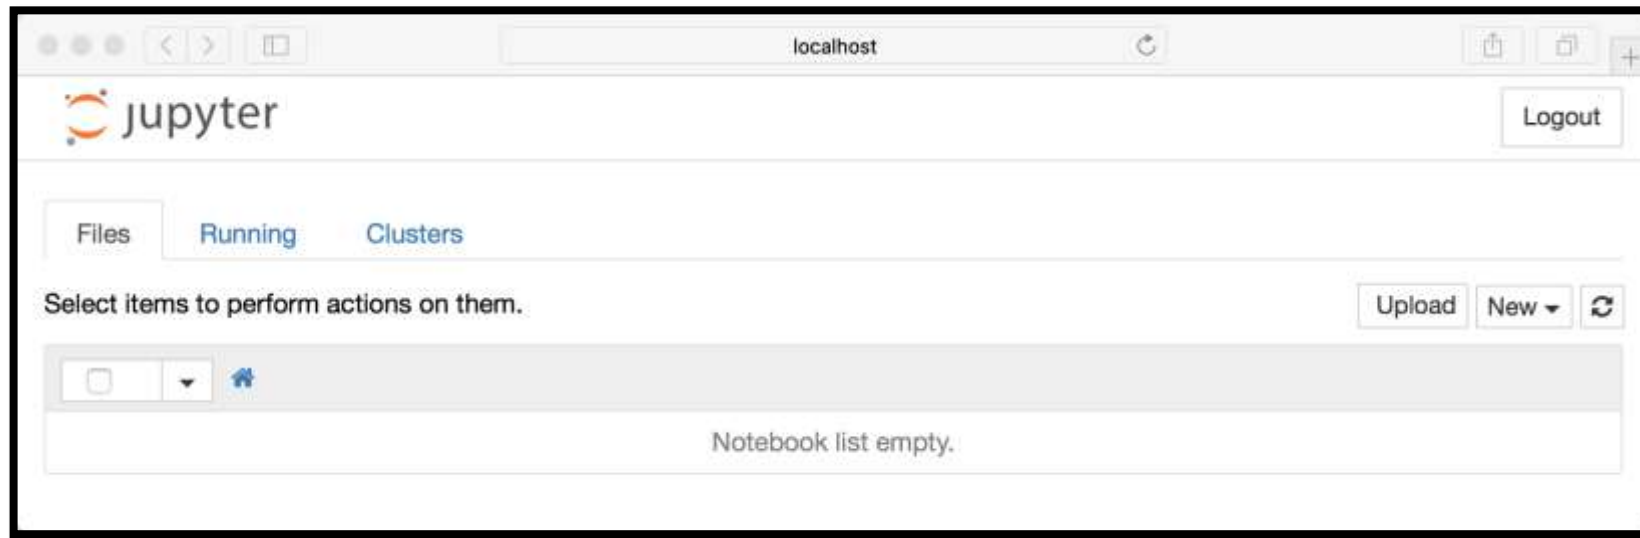 localhost
jupyter
Logout
Files Running Clusters
Select items to perform actions on them.
Upload New
Notebook list empty.